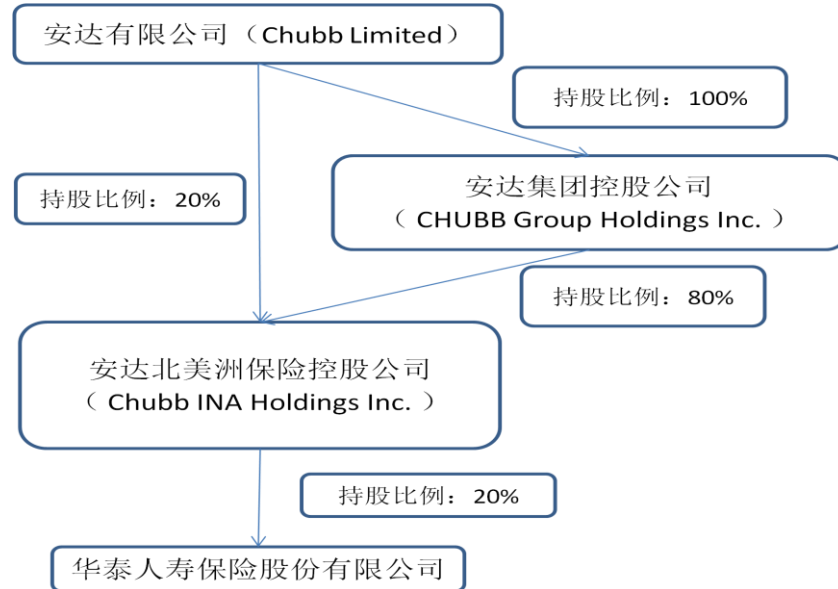 安达有限公司（Chubb Limited）
持股比例：100%
持股比例：20%
安达集团控股公司
（ CHUBB Group Holdings Inc. ）
持股比例：80%
安达北美洲保险控股公司
（ Chubb INA Holdings Inc. ）
持股比例：20%
华泰人寿保险股份有限公司